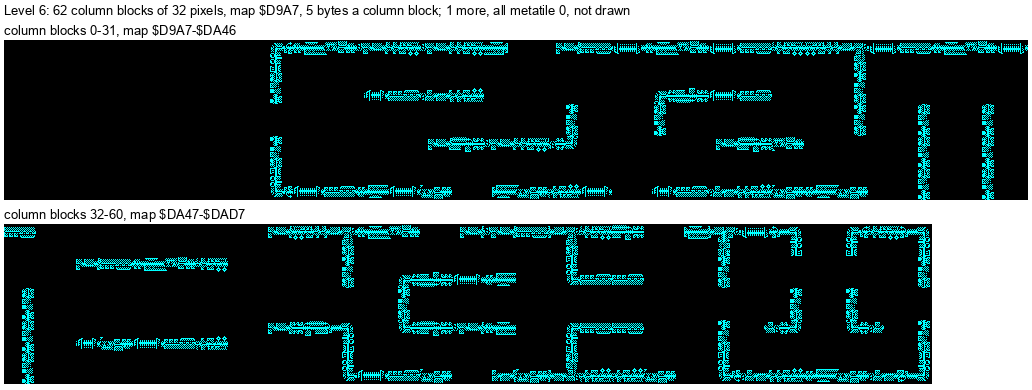 Level 6: 62 column blocks of 32 pixels, map $D9A7, 5 bytes a column block; 1 more, all metatile 0, not drawn
column blocks 0-31, map $D9A7-$DA46
column blocks 32-60, map $DA47-$DAD7